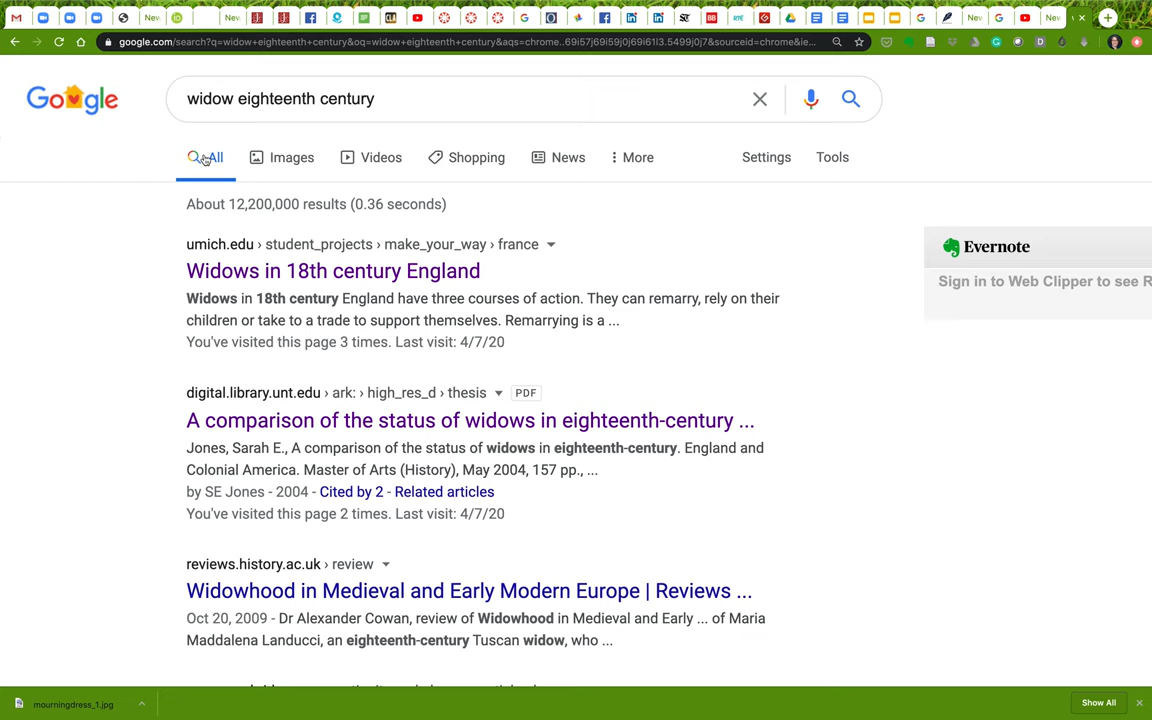 New
New
CLU
RTÉ
BB
New
New
google.com/search?q=widow+eighteenth+century&oq=widow+eighteenth+century&aqs=chrome..69i57j69i59j0j69i61l3.5499j0j7&sourceid=chrome&ie...
Google
widow eighteenth century
All
Images
Videos
Shopping
News
More
Settings
Tools
About 12,200,000 results (0.36 seconds)
umich.edu › student_projects › make_your_way › france
Widows in 18th century England
Widows in 18th century England have three courses of action. They can remarry, rely on their
children or take to a trade to support themselves. Remarrying is a ...
You've visited this page 3 times. Last visit: 4/7/20
digital.library.unt.edu › ark: › high_res_d › thesis PDF
A comparison of the status of widows in eighteenth-century ...
Jones, Sarah E., A comparison of the status of widows in eighteenth-century. England and
Colonial America. Master of Arts (History), May 2004, 157 pp., ...
by SE Jones - 2004 - Cited by 2 - Related articles
You've visited this page 2 times. Last visit: 4/7/20
reviews.history.ac.uk › review
Widowhood in Medieval and Early Modern Europe | Reviews ...
Oct 20, 2009 - Dr Alexander Cowan, review of Widowhood in Medieval and Early ... of Maria
Maddalena Landucci, an eighteenth-century Tuscan widow, who ...
Evernote
Sign in to Web Clipper to see R
mourningdress_1.jpg
Show All